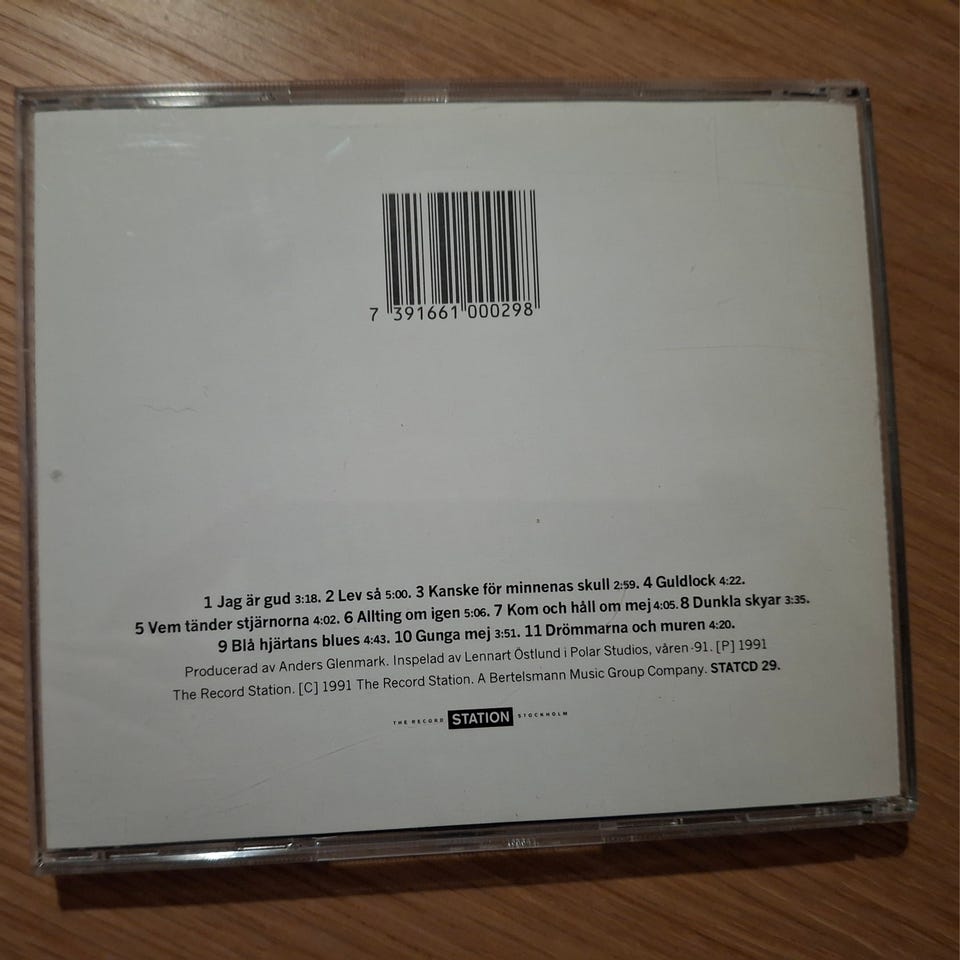 7 391661 000298
1 Jag är gud 3:18. 2 Lev så 5:00. 3 Kanske för minnenas skull 2:59. 4 Guldlock 4:22.
5 Vem tänder stjärnorna 4:02. 6 Allting om igen 5:06. 7 Kom och håll om mej 4:05. 8 Dunkla skyar 3:35.
9 Blå hjärtans blues 4:43. 10 Gunga mej 3:51. 11 Drömmarna och muren 4:20.
Producerad av Anders Glenmark. Inspelad av Lennart Östlund i Polar Studios, våren -91. [P] 1991
The Record Station. [C] 1991 The Record Station. A Bertelsmann Music Group Company. STATCD 29.
THE RECORD STATION STOCKHOLM